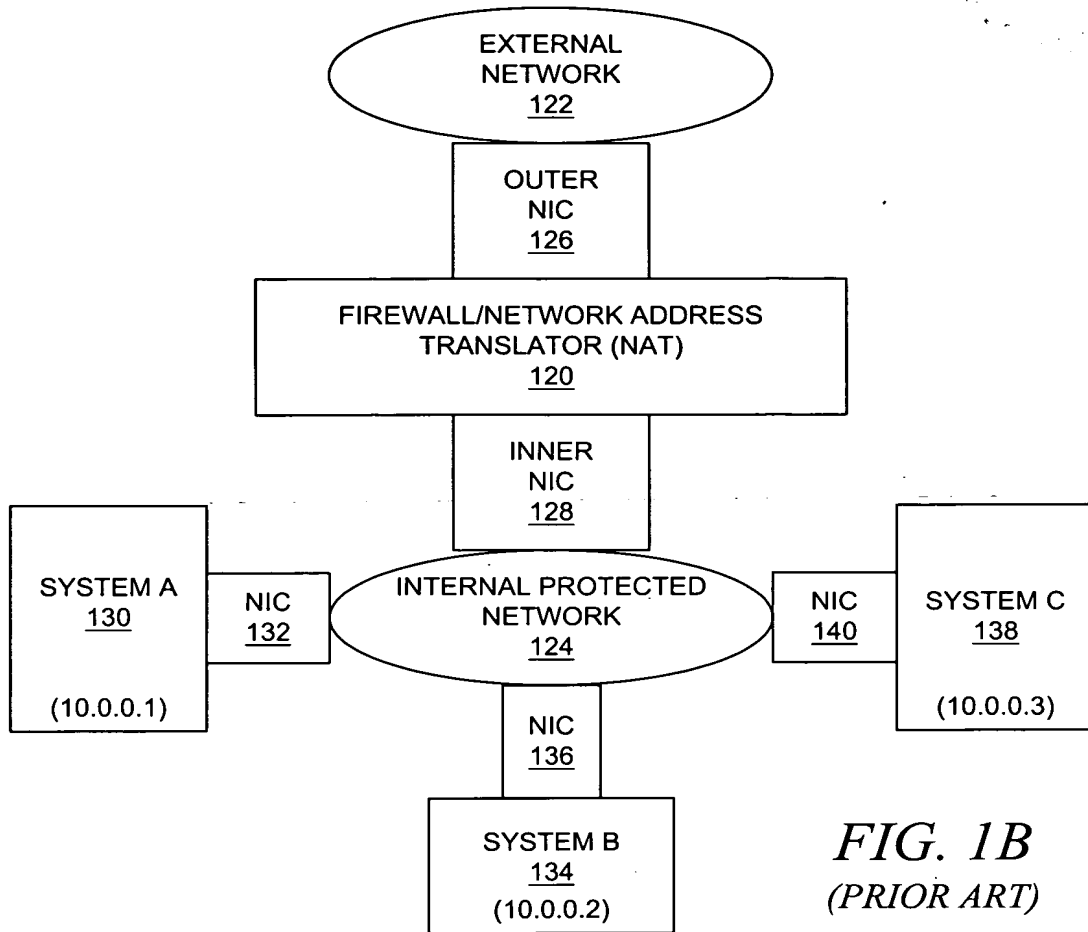 EXTERNAL
NETWORK
122
OUTER
NIC
126
FIREWALL/NETWORK ADDRESS
TRANSLATOR (NAT)
120
INNER
NIC
128
SYSTEM A
130
(10.0.0.1)
NIC
132
INTERNAL PROTECTED
NETWORK
124
NIC
140
SYSTEM C
138
(10.0.0.3)
NIC
136
SYSTEM B
134
(10.0.0.2)
FIG. 1B
(PRIOR ART)